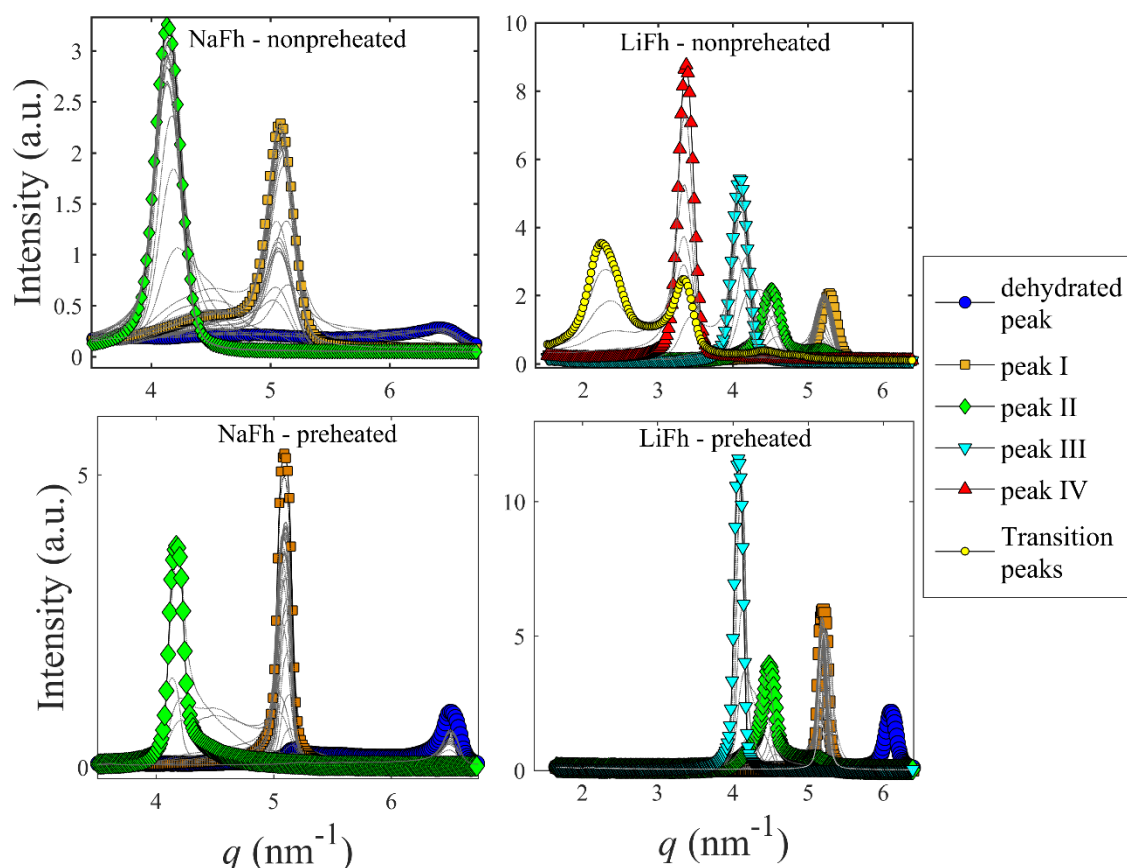 NaFh - nonpreheated
3
2.5
2
1.5
1
0.5
0
4
5
6
Intensity (a.u.)
LiFh - nonpreheated
10
8
6
4
2
0
2
3
4
5
6
NaFh - preheated
5
0
4
5
6
Intensity (a.u.)
q (nm-1)
LiFh - preheated
10
5
0
2
3
4
5
6
q (nm-1)
dehydrated
peak
peak I
peak II
peak III
peak IV
Transition
peaks